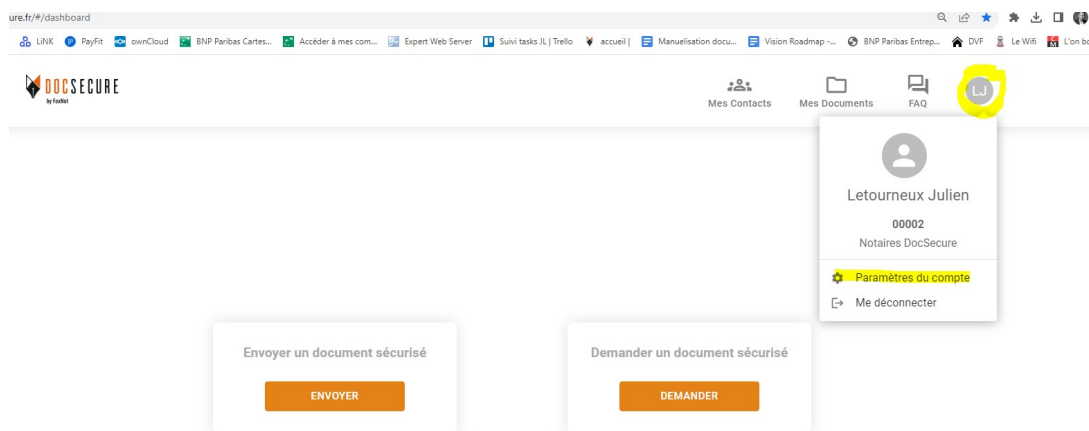 ure.fr/#/dashboard
LiNK PayFit ownCloud BNP Paribas Cartes... Accéder à mes com... Expert Web Server Suivi tasks JL | Trello accueil | Manuelisation docu... Vision Roadmap -... BNP Paribas Entrep... DVF Le Wifi L'on bo
DOCSECURE
by FoxNot
Mes Contacts Mes Documents FAQ LJ
Letourneux Julien
00002
Notaires DocSecure
Paramètres du compte
Me déconnecter
Envoyer un document sécurisé Demander un document sécurisé
ENVOYER DEMANDER